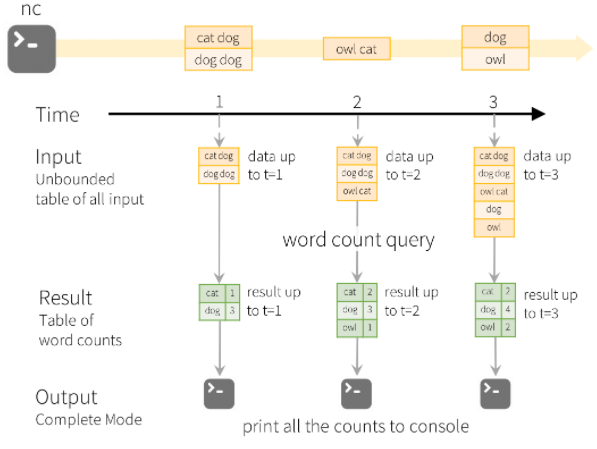 nc
cat dog
dog dog
owl cat
dog
owl
Time
1
2
3
Input
Unbounded
table of all input
cat dog
dog dog
data up
to t=1
cat dog
dog dog
owl cat
data up
to t=2
cat dog
dog dog
owl cat
dog
owl
data up
to t=3
word count query
Result
Table of
word counts
cat 1
dog 3
result up
to t=1
cat 2
dog 3
owl 1
result up
to t=2
cat 2
dog 4
owl 2
result up
to t=3
Output
Complete Mode
print all the counts to console